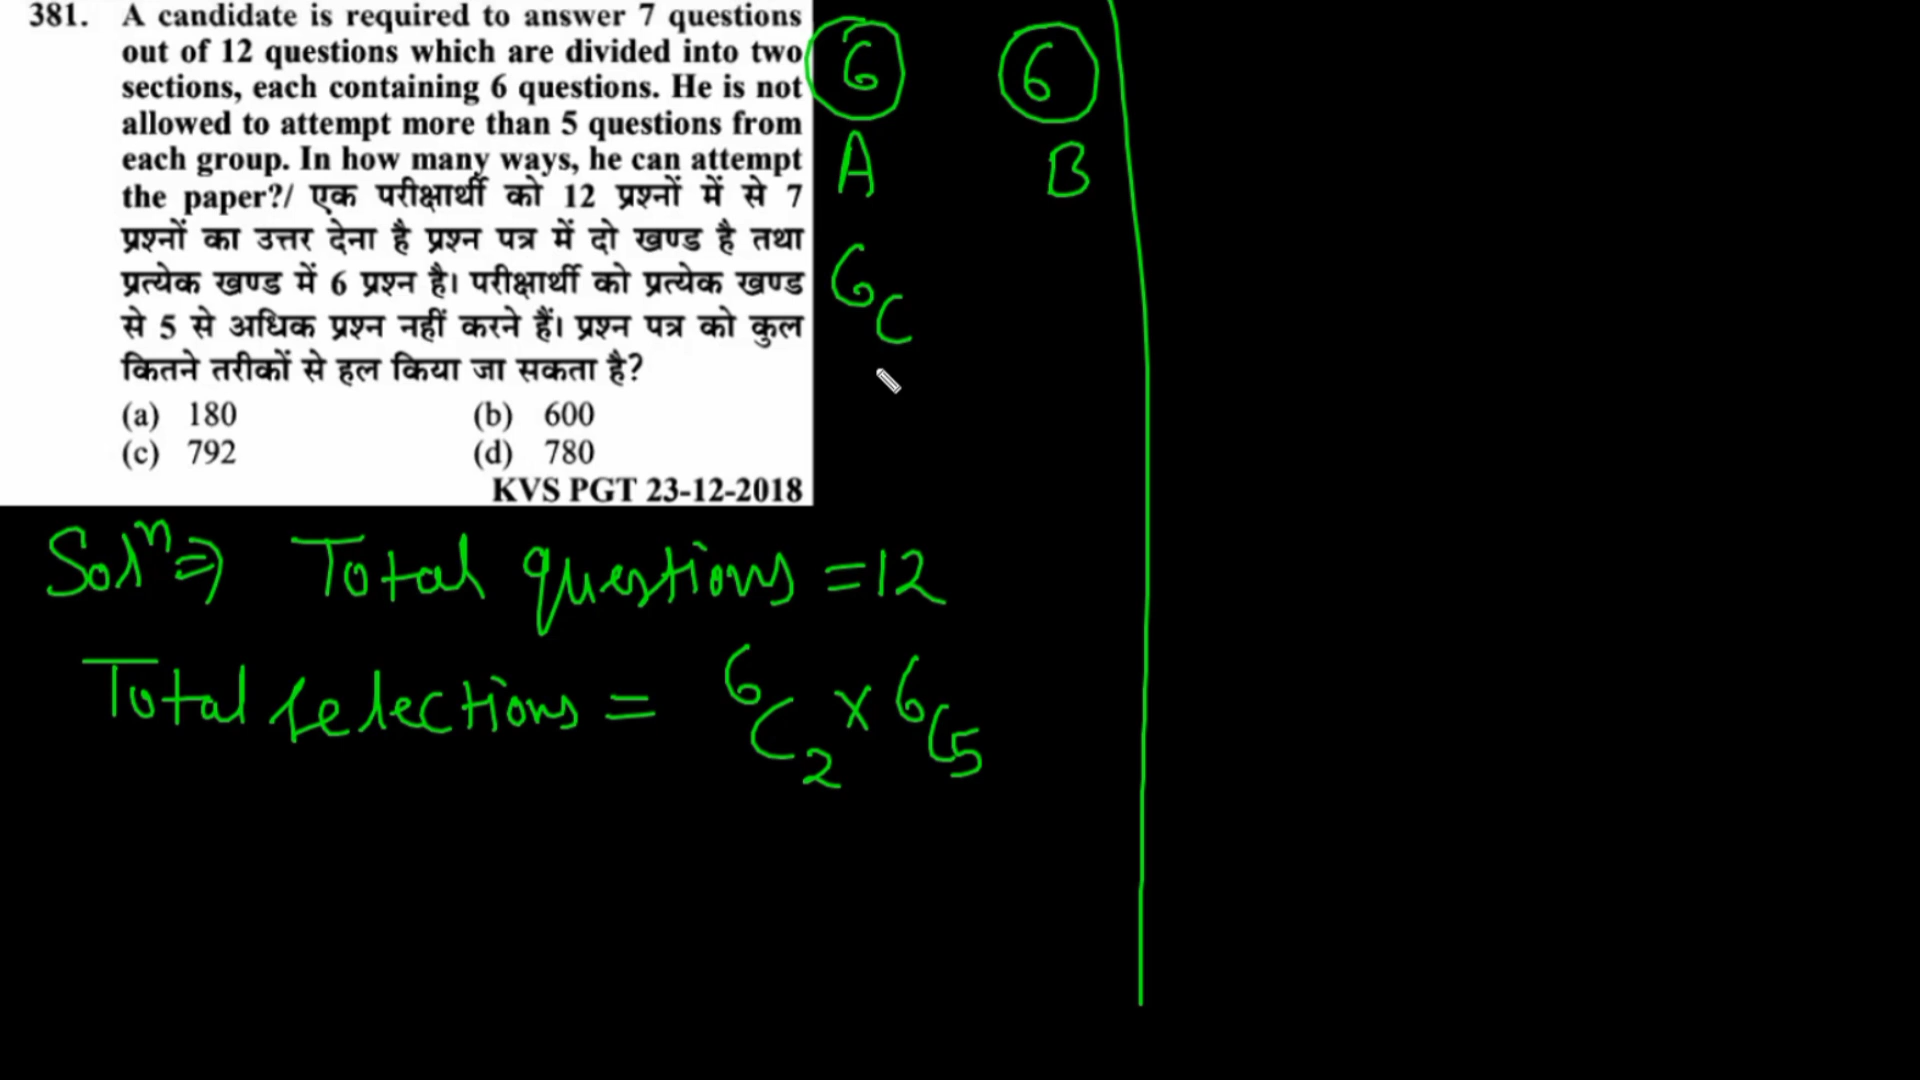 381. A candidate is required to answer 7 questions
out of 12 questions which are divided into two
sections, each containing 6 questions. He is not
allowed to attempt more than 5 questions from
each group. In how many ways, he can attempt
the paper?/ एक परीक्षार्थी को 12 प्रश्नों में से 7
प्रश्नों का उत्तर देना है प्रश्न पत्र में दो खण्ड है तथा
प्रत्येक खण्ड में 6 प्रश्न है। परीक्षार्थी को प्रत्येक खण्ड
से 5 से अधिक प्रश्न नहीं करने हैं। प्रश्न पत्र को कुल
कितने तरीकों से हल किया जा सकता है?
(a) 180 (b) 600
(c) 792 (d) 780
KVS PGT 23-12-2018
6 6
A B
6C
Solⁿ ⇒ Total questions = 12
Total selections = ⁶C₂ × ⁶C₅